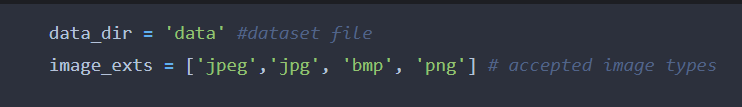 data_dir = 'data' #dataset file
image_exts = ['jpeg','jpg', 'bmp', 'png'] # accepted image types